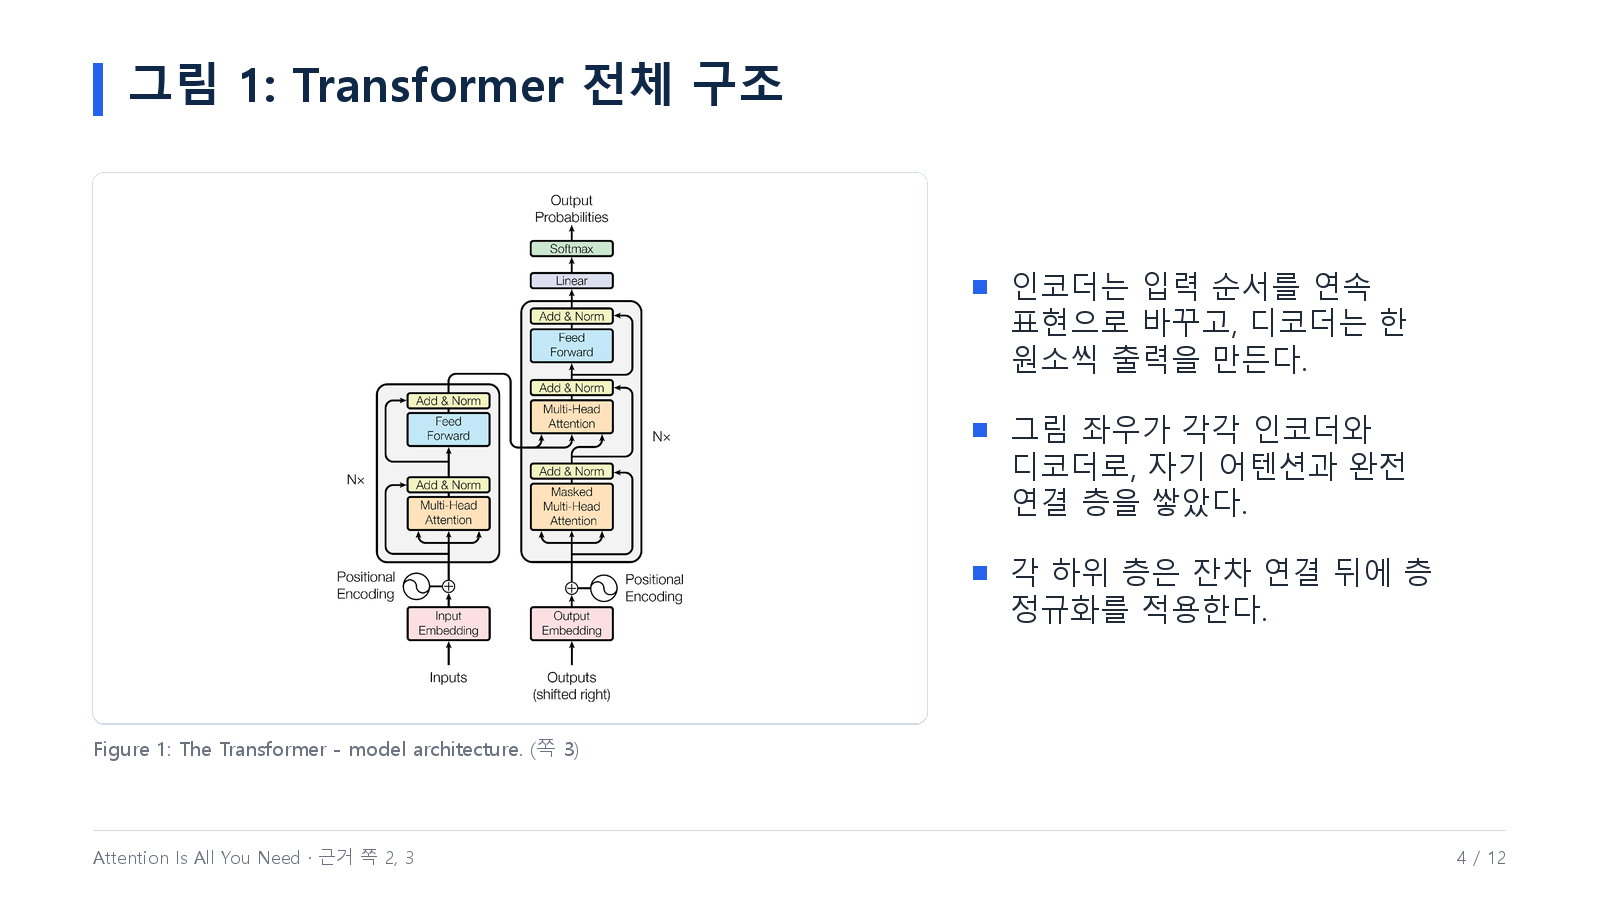 그림 1: Transformer 전체 구조
Output
Probabilities
Softmax
Linear
Add & Norm
Feed
Forward
Add & Norm
Multi-Head
Attention
Add & Norm
Masked
Multi-Head
Attention
Nx
Add & Norm
Feed
Forward
Add & Norm
Multi-Head
Attention
Nx
Positional
Encoding
Positional
Encoding
Input
Embedding
Output
Embedding
Inputs
Outputs
(shifted right)
Figure 1: The Transformer - model architecture. (쪽 3)
인코더는 입력 순서를 연속
표현으로 바꾸고, 디코더는 한
원소씩 출력을 만든다.
그림 좌우가 각각 인코더와
디코더로, 자기 어텐션과 완전
연결 층을 쌓았다.
각 하위 층은 잔차 연결 뒤에 층
정규화를 적용한다.
Attention Is All You Need · 근거 쪽 2, 3
4 / 12